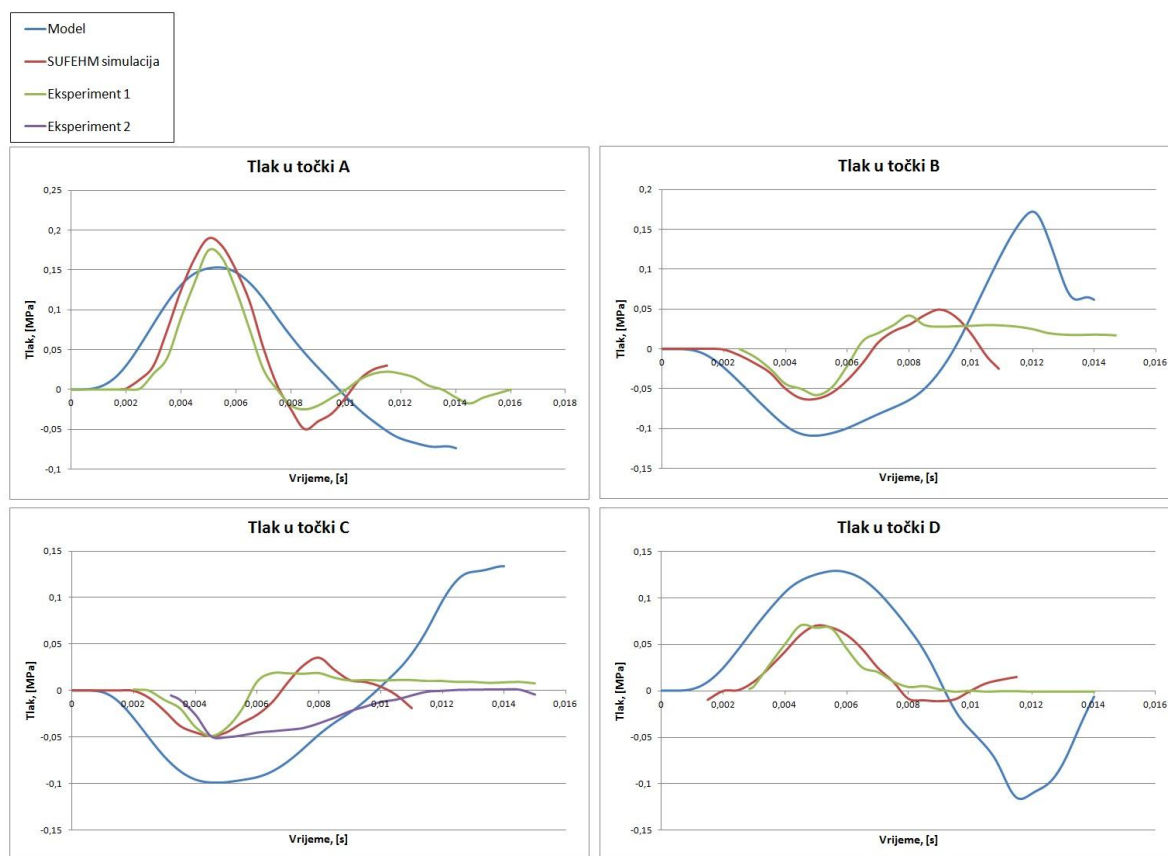 Model
SUFEHM simulacija
Eksperiment 1
Eksperiment 2
Tlak u točki A
0,25
0,2
0,15
0,1
0,05
0
-0,05
-0,1
0 0,002 0,004 0,006 0,008 0,01 0,012 0,014 0,016 0,018
Tlak, [MPa]
Vrijeme, [s]
Tlak u točki B
0,2
0,15
0,1
0,05
0
-0,05
-0,1
-0,15
0 0,002 0,004 0,006 0,008 0,01 0,012 0,014 0,016
Tlak, [MPa]
Vrijeme, [s]
Tlak u točki C
0,15
0,1
0,05
0
-0,05
-0,1
-0,15
0 0,002 0,004 0,006 0,008 0,01 0,012 0,014 0,016
Tlak, [MPa]
Vrijeme, [s]
Tlak u točki D
0,15
0,1
0,05
0
-0,05
-0,1
-0,15
0 0,002 0,004 0,006 0,008 0,01 0,012 0,014 0,016
Tlak, [MPa]
Vrijeme, [s]